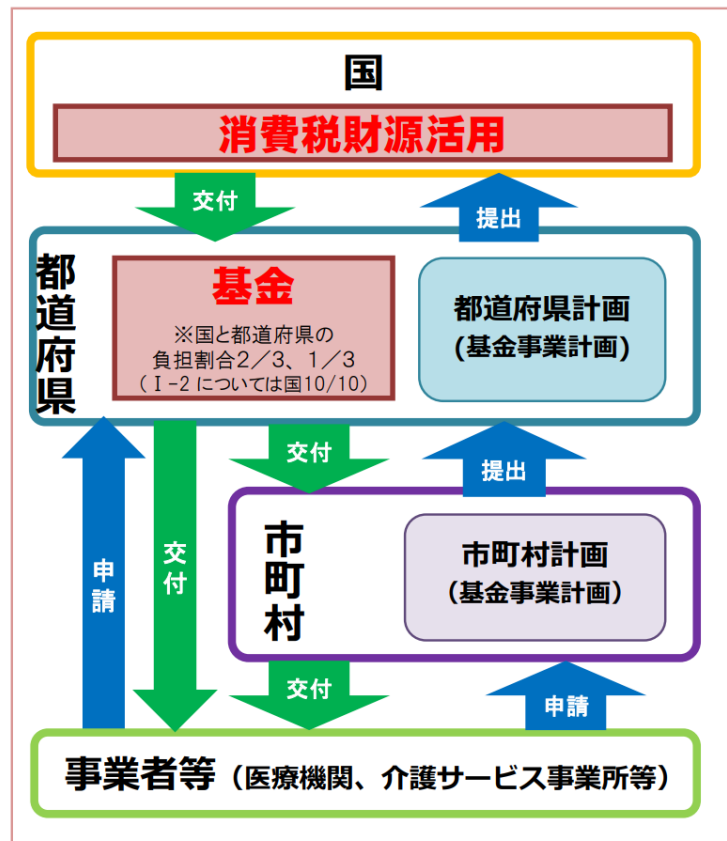 国
消費税財源活用
交付
提出
都道府県
基金
※国と都道府県の
負担割合2／3、1／3
（Ⅰ-2 については国10/10）
都道府県計画
(基金事業計画)
交付
提出
申請
交付
市町村
市町村計画
（基金事業計画）
交付
申請
事業者等（医療機関、介護サービス事業所等）